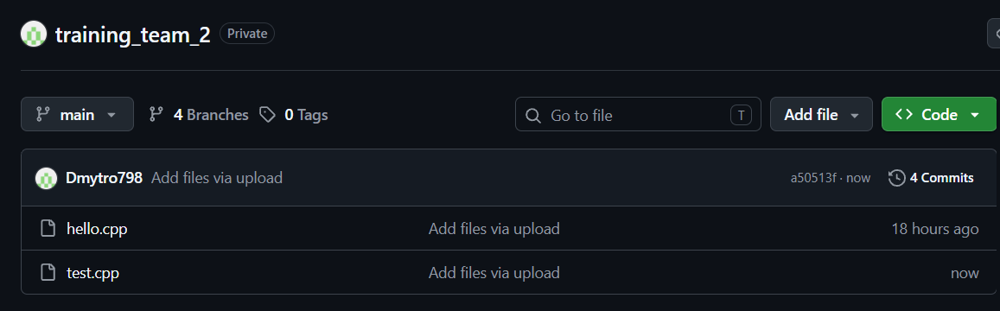 training_team_2 Private
main 4 Branches 0 Tags Go to file T Add file Code
Dmytro798 Add files via upload a50513f · now 4 Commits
hello.cpp Add files via upload 18 hours ago
test.cpp Add files via upload now